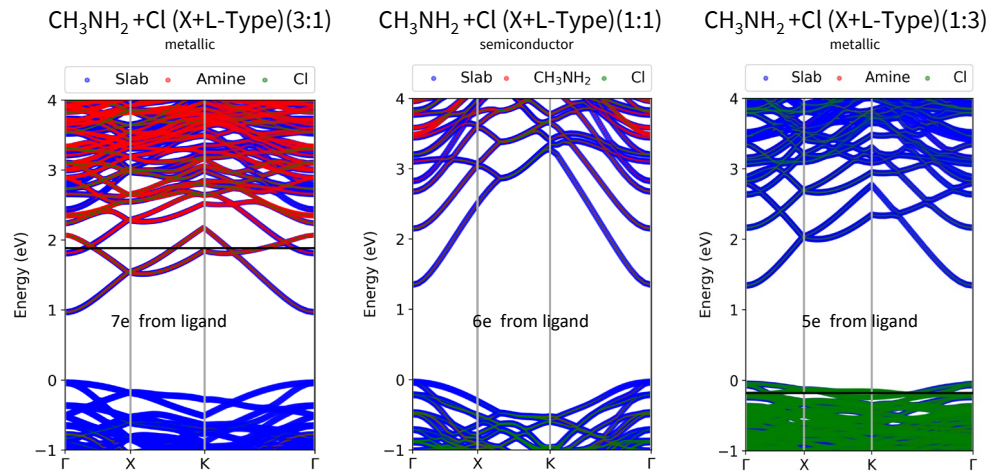 CH₃NH₂ +Cl (X+L-Type)(3:1)
metallic
Slab Amine Cl
4
3
2
1
0
−1
Energy (eV)
7e from ligand
Γ X K Γ
CH₃NH₂ +Cl (X+L-Type)(1:1)
semiconductor
Slab CH₃NH₂ Cl
4
3
2
1
0
−1
Energy (eV)
6e from ligand
Γ X K Γ
CH₃NH₂ +Cl (X+L-Type)(1:3)
metallic
Slab Amine Cl
4
3
2
1
0
−1
Energy (eV)
5e from ligand
Γ X K Γ